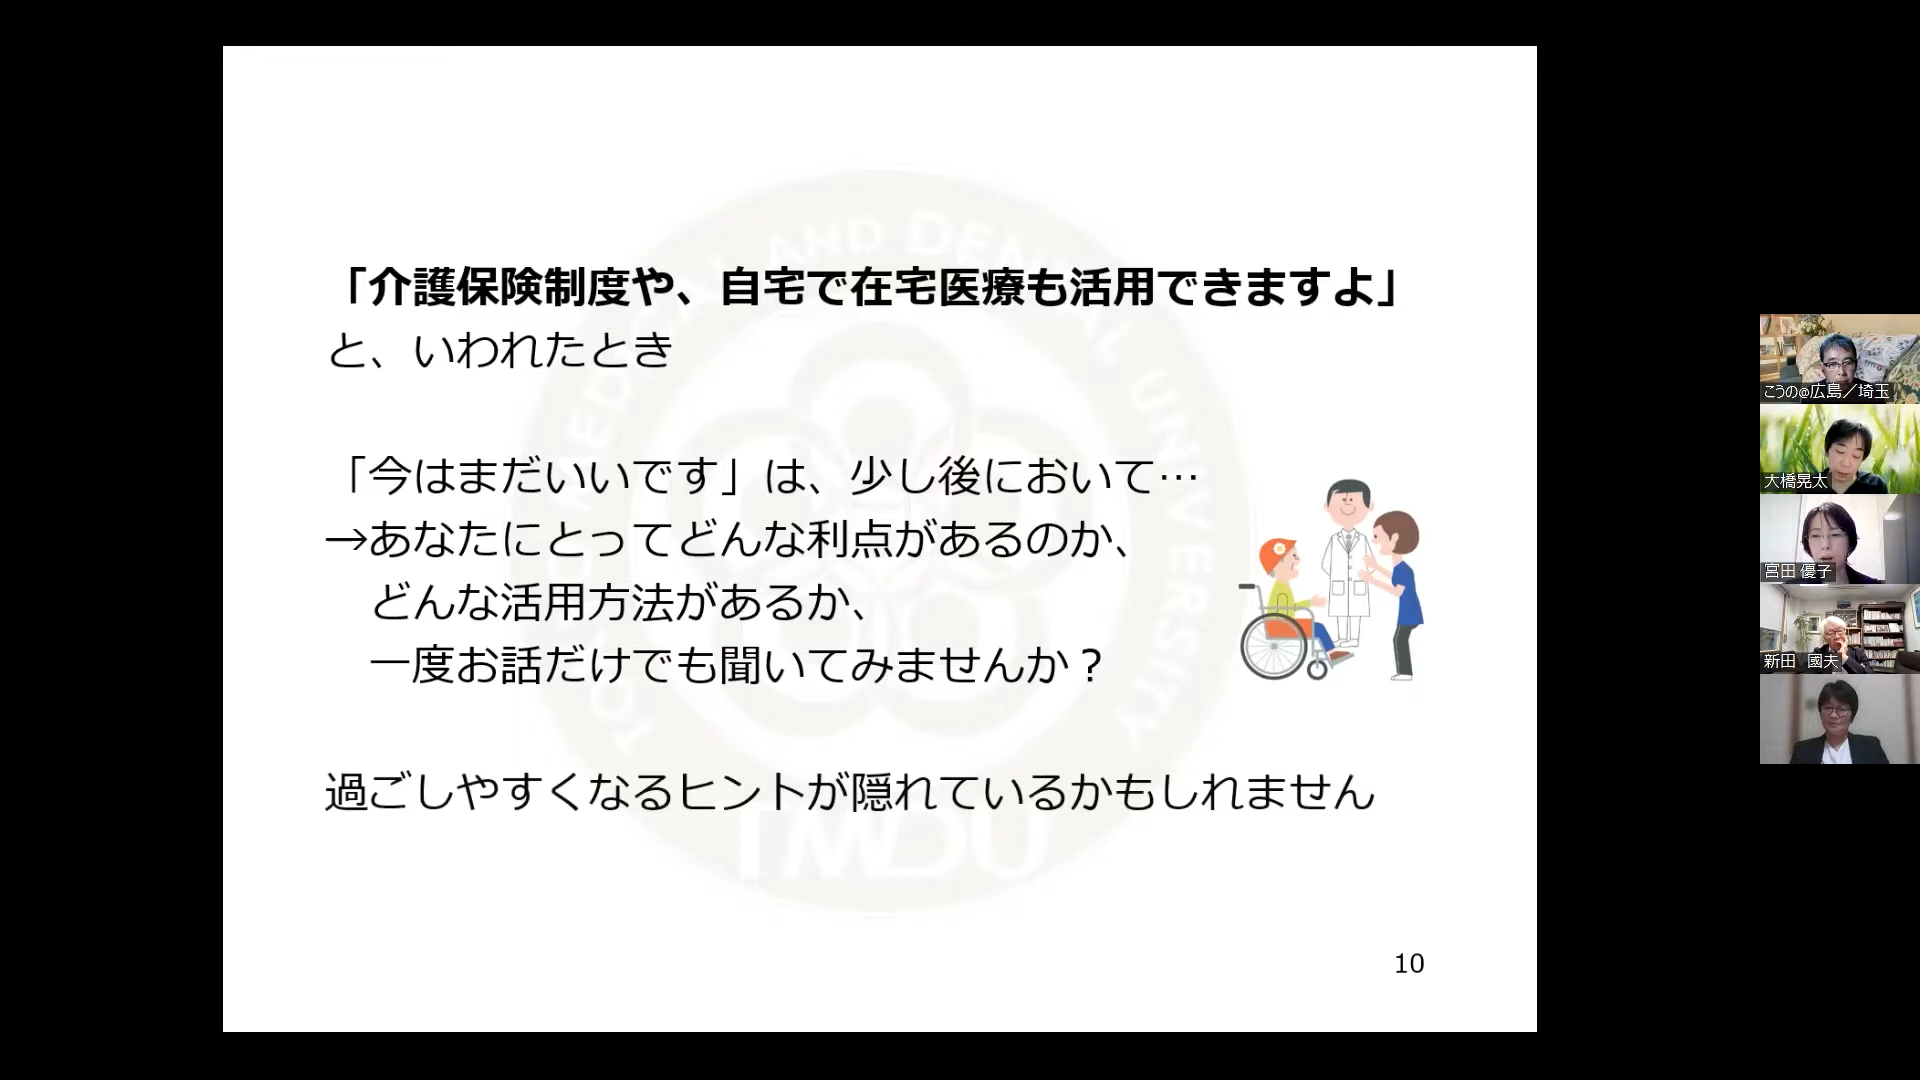 「介護保険制度や、自宅で在宅医療も活用できますよ」
と、いわれたとき
「今はまだいいです」は、少し後において…
→あなたにとってどんな利点があるのか、
どんな活用方法があるか、
一度お話だけでも聞いてみませんか？
過ごしやすくなるヒントが隠れているかもしれません
10
MEDICAL AND DENTAL UNIVERSITY
TMDU
こうの@広島／埼玉
大橋晃太
宮田 優子
新田　國夫